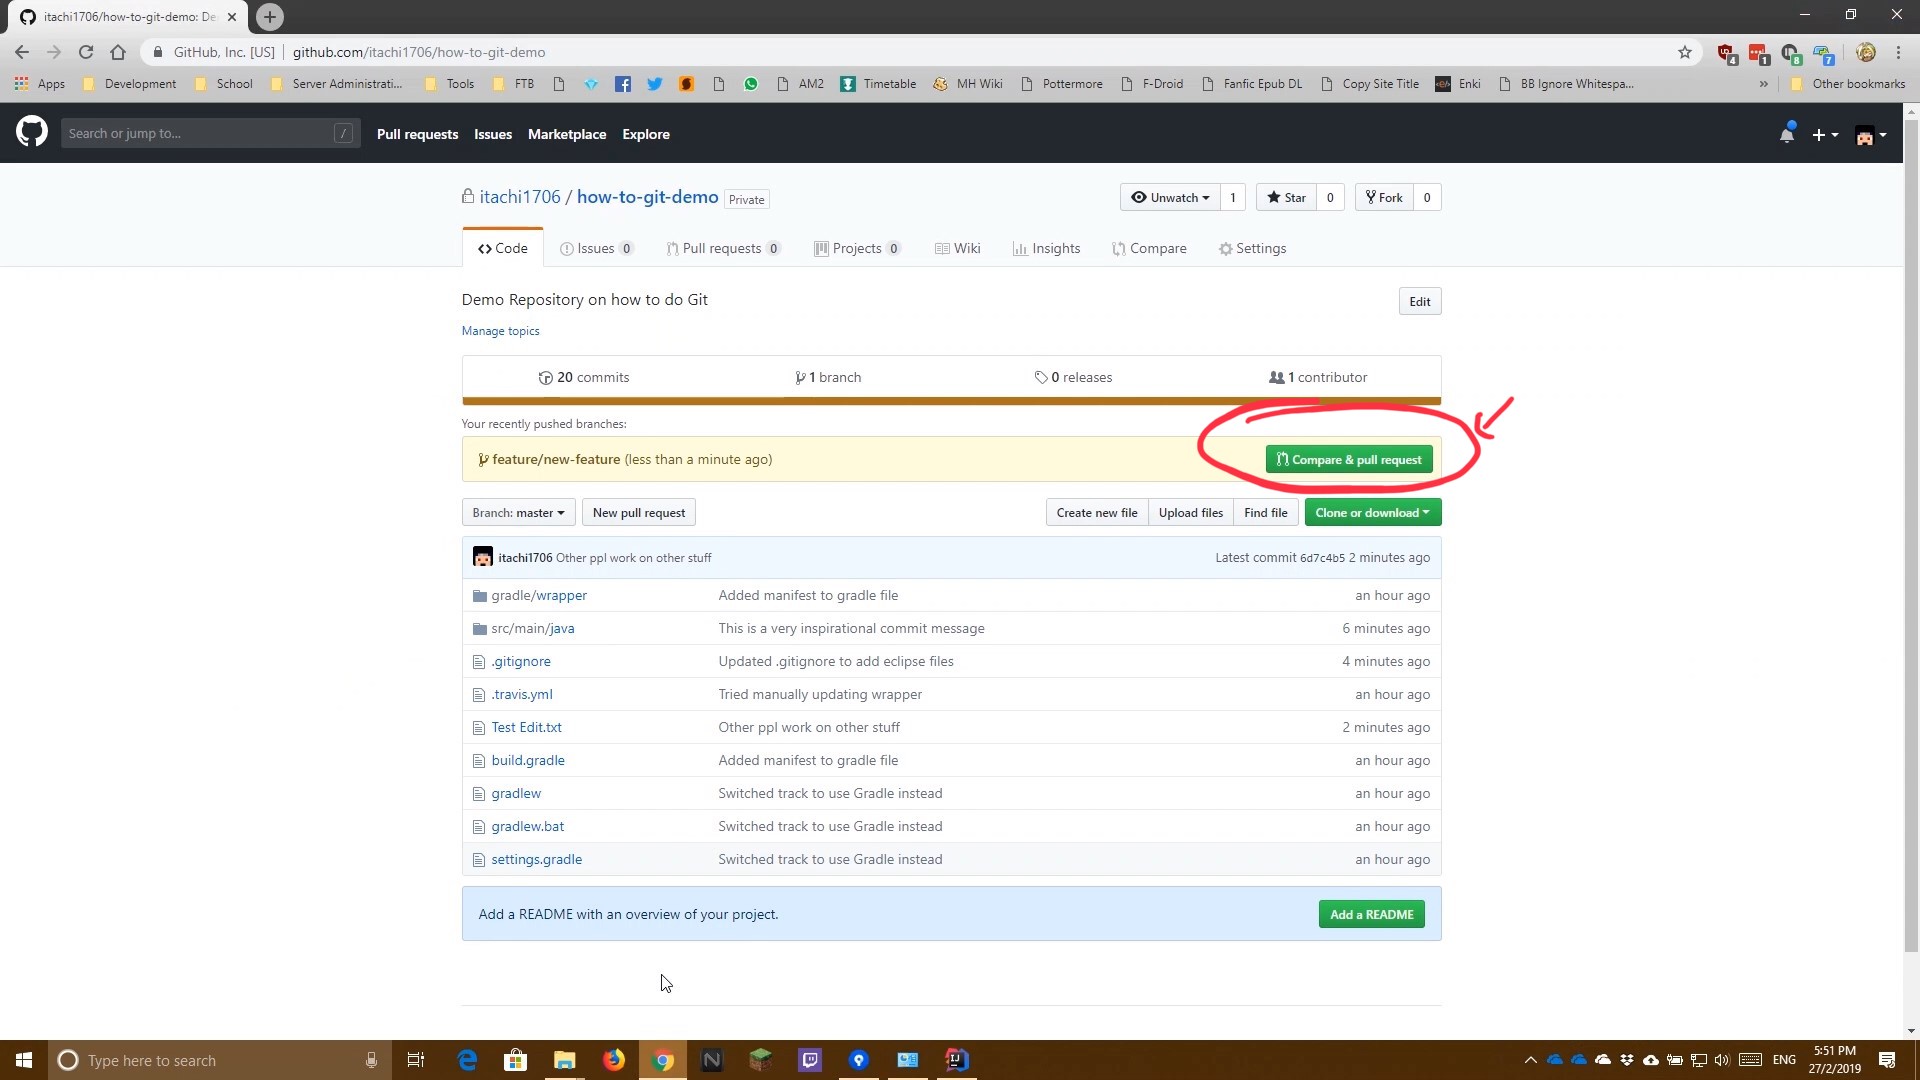 itachi1706/how-to-git-demo: De
GitHub, Inc. [US] github.com/itachi1706/how-to-git-demo
4 1 8 7
Apps Development School Server Administrati... Tools FTB AM2 Timetable MH Wiki Pottermore F-Droid Fanfic Epub DL Copy Site Title Enki BB Ignore Whitespa... » Other bookmarks
Search or jump to... / Pull requests Issues Marketplace Explore
itachi1706 / how-to-git-demo Private Unwatch 1 Star 0 Fork 0
Code Issues 0 Pull requests 0 Projects 0 Wiki Insights Compare Settings
Demo Repository on how to do Git Edit
Manage topics
20 commits 1 branch 0 releases 1 contributor
Your recently pushed branches:
feature/new-feature (less than a minute ago) Compare & pull request
Branch: master New pull request Create new file Upload files Find file Clone or download
itachi1706 Other ppl work on other stuff Latest commit 6d7c4b5 2 minutes ago
gradle/wrapper Added manifest to gradle file an hour ago
src/main/java This is a very inspirational commit message 6 minutes ago
.gitignore Updated .gitignore to add eclipse files 4 minutes ago
.travis.yml Tried manually updating wrapper an hour ago
Test Edit.txt Other ppl work on other stuff 2 minutes ago
build.gradle Added manifest to gradle file an hour ago
gradlew Switched track to use Gradle instead an hour ago
gradlew.bat Switched track to use Gradle instead an hour ago
settings.gradle Switched track to use Gradle instead an hour ago
Add a README with an overview of your project. Add a README
Type here to search ENG 5:51 PM
27/2/2019